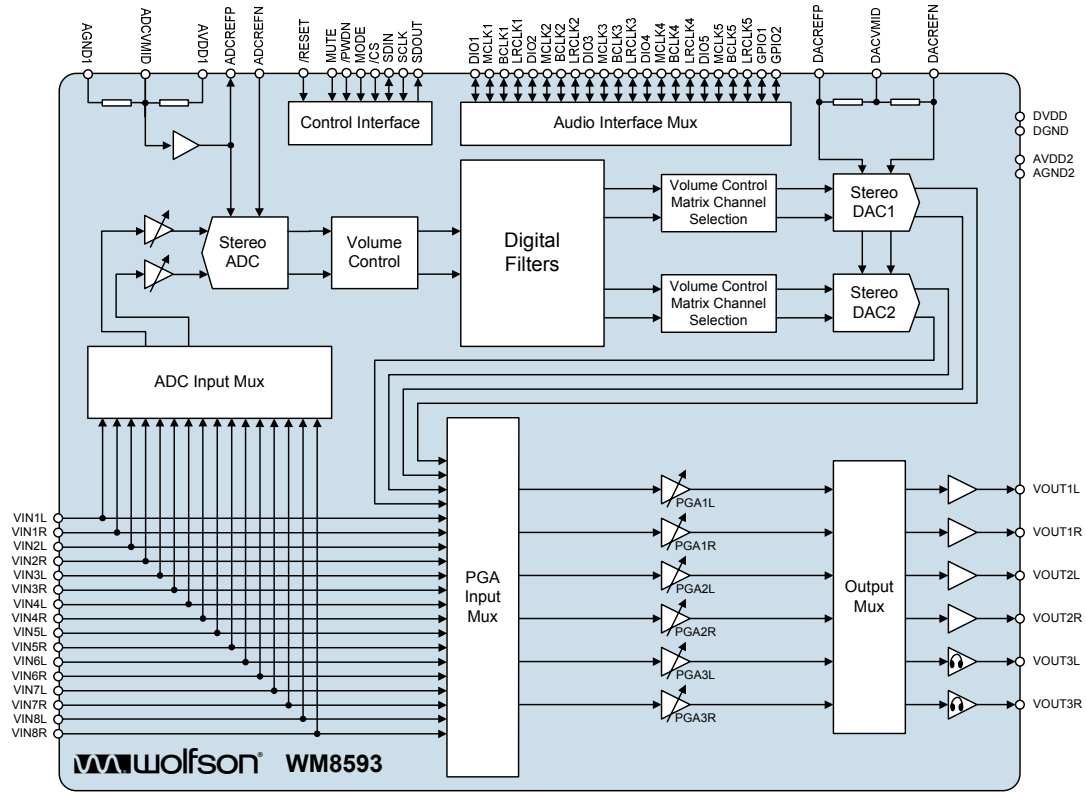 AGND1
ADCVMID
AVDD1
ADCREFP
ADCREFN
/RESET
MUTE
/PWDN
MODE
/CS
SDIN
SCLK
SDOUT
DIO1
MCLK1
BCLK1
LRCLK1
DIO2
MCLK2
BCLK2
LRCLK2
DIO3
MCLK3
BCLK3
LRCLK3
DIO4
MCLK4
BCLK4
LRCLK4
DIO5
MCLK5
BCLK5
LRCLK5
GPIO1
GPIO2
DACREFP
DACVMID
DACREFN
DVDD
DGND
AVDD2
AGND2
Control Interface
Audio Interface Mux
Stereo
ADC
Volume
Control
Digital
Filters
Volume Control
Matrix Channel
Selection
Stereo
DAC1
Volume Control
Matrix Channel
Selection
Stereo
DAC2
ADC Input Mux
VIN1L
VIN1R
VIN2L
VIN2R
VIN3L
VIN3R
VIN4L
VIN4R
VIN5L
VIN5R
VIN6L
VIN6R
VIN7L
VIN7R
VIN8L
VIN8R
PGA
Input
Mux
PGA1L
PGA1R
PGA2L
PGA2R
PGA3L
PGA3R
Output
Mux
VOUT1L
VOUT1R
VOUT2L
VOUT2R
VOUT3L
VOUT3R
wolfson® WM8593